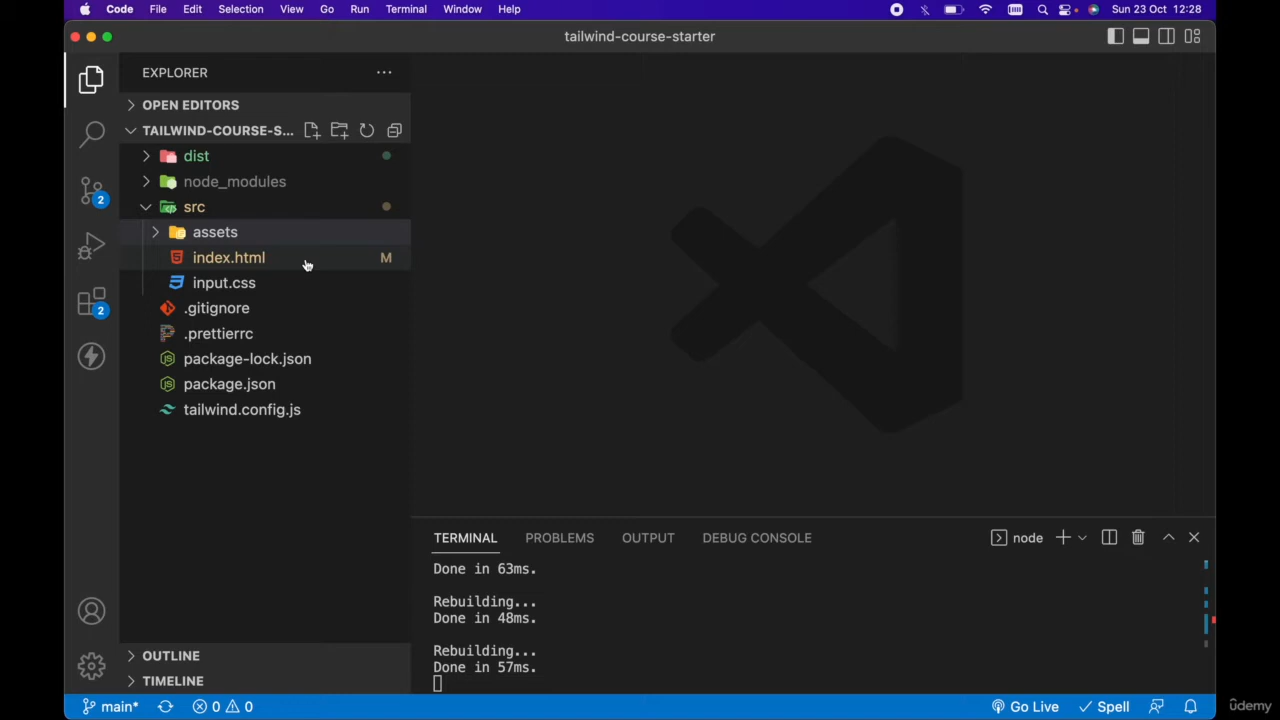 Code File Edit Selection View Go Run Terminal Window Help Sun 23 Oct 12:28
tailwind-course-starter
EXPLORER
OPEN EDITORS
TAILWIND-COURSE-S...
dist
node_modules
src
assets
index.html M
input.css
.gitignore
.prettierrc
package-lock.json
package.json
tailwind.config.js
2
2
OUTLINE
TIMELINE
TERMINAL PROBLEMS OUTPUT DEBUG CONSOLE node
Done in 63ms.
Rebuilding...
Done in 48ms.
Rebuilding...
Done in 57ms.
main* 0 0 Go Live Spell
ûdemy